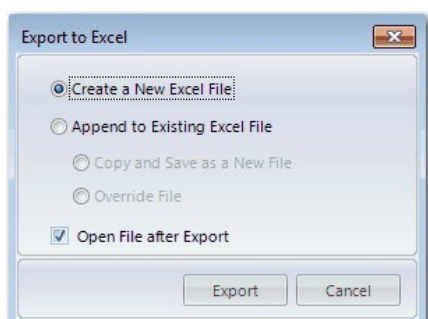 Export to Excel
Create a New Excel File
Append to Existing Excel File
Copy and Save as a New File
Override File
Open File after Export
Export Cancel